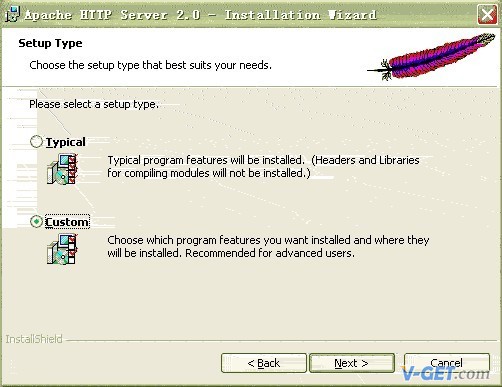 Apache HTTP Server 2.0 - Installation Wizard
Setup Type
Choose the setup type that best suits your needs.
Please select a setup type.
Typical
Typical program features will be installed. (Headers and Libraries
for compiling modules will not be installed.)
Custom
Choose which program features you want installed and where they
will be installed. Recommended for advanced users.
InstallShield
< Back
Next >
Cancel
V-GET.com